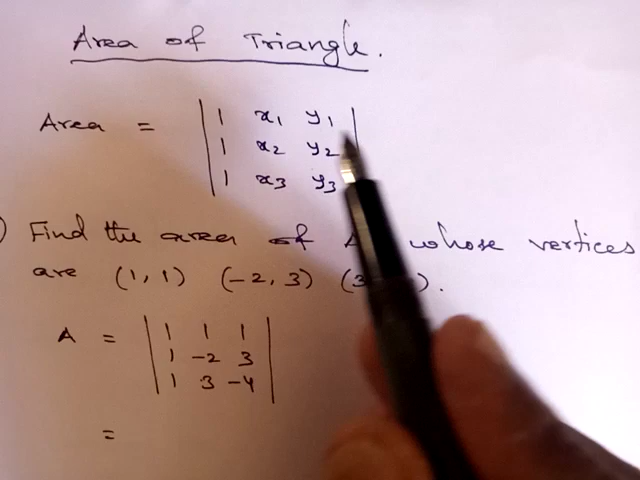 Area of Triangle.
Area = | 1 x₁ y₁ |
| 1 x₂ y₂ |
| 1 x₃ y₃
) Find the area of whose vertices
are (1, 1) (-2, 3) (3 ).
A = | 1 1 1 |
| 1 -2 3 |
| 1 3 -4 |
=